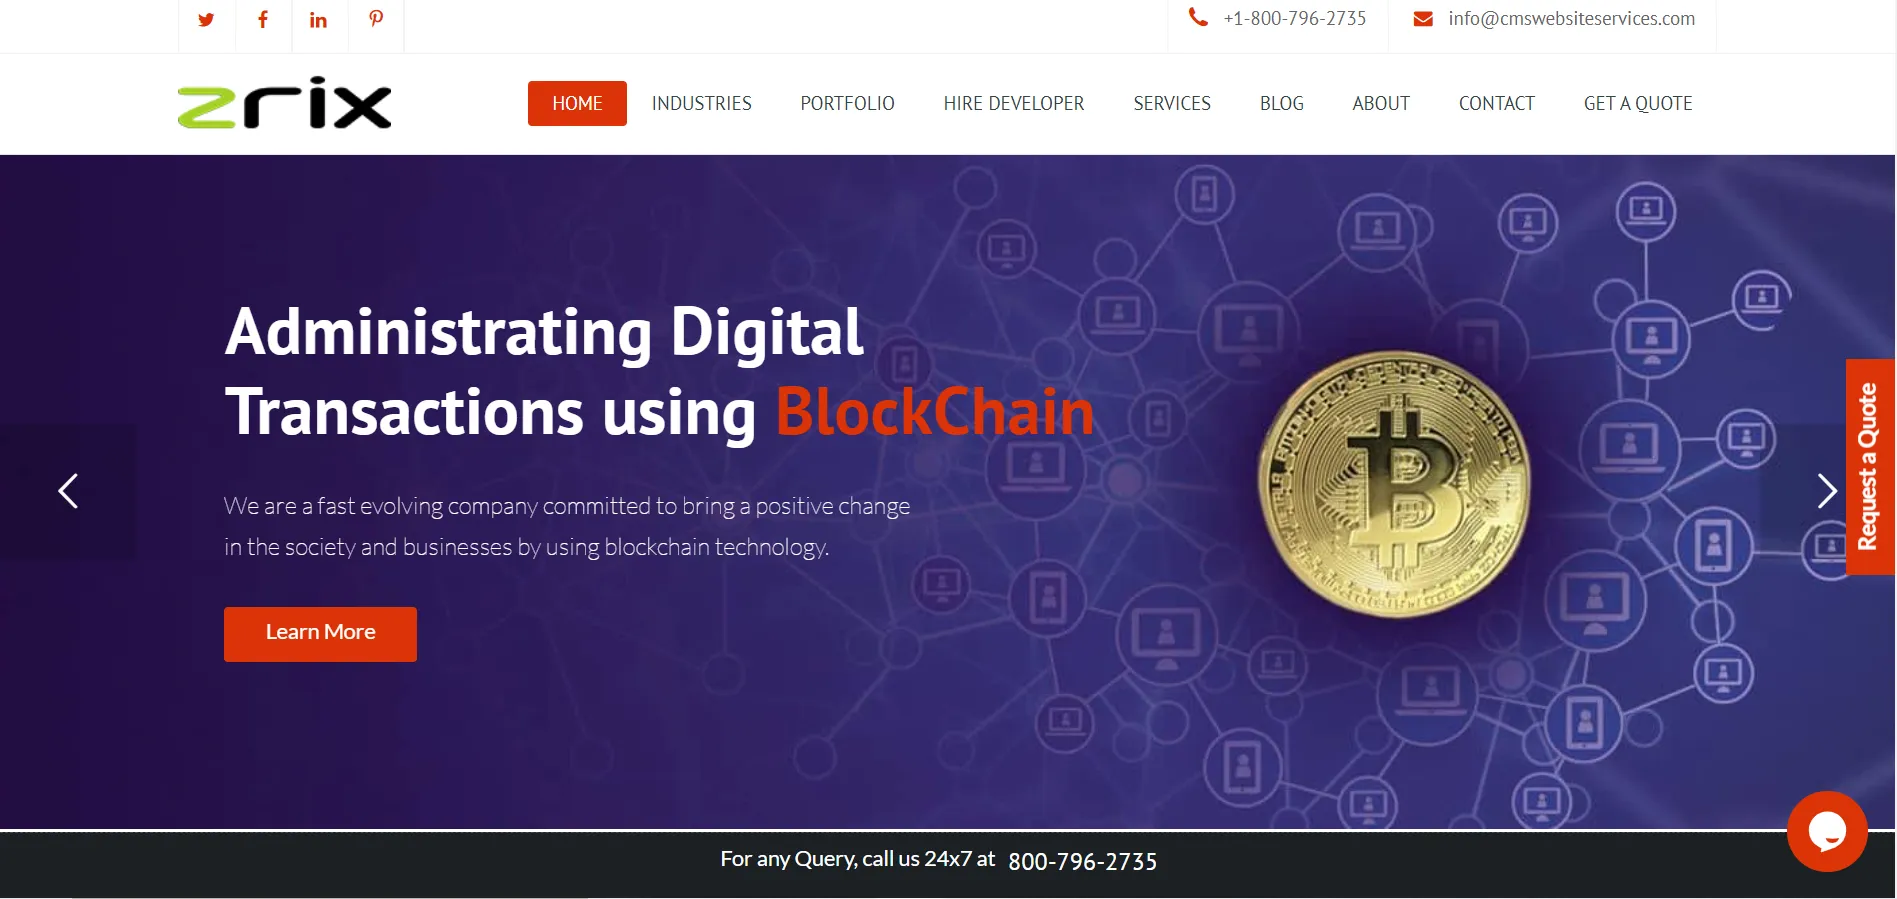 +1-800-796-2735
info@cmswebsiteservices.com
zrix
HOME
INDUSTRIES
PORTFOLIO
HIRE DEVELOPER
SERVICES
BLOG
ABOUT
CONTACT
GET A QUOTE
Administrating Digital
Transactions using BlockChain
We are a fast evolving company committed to bring a positive change
in the society and businesses by using blockchain technology.
Learn More
Request a Quote
For any Query, call us 24x7 at 800-796-2735